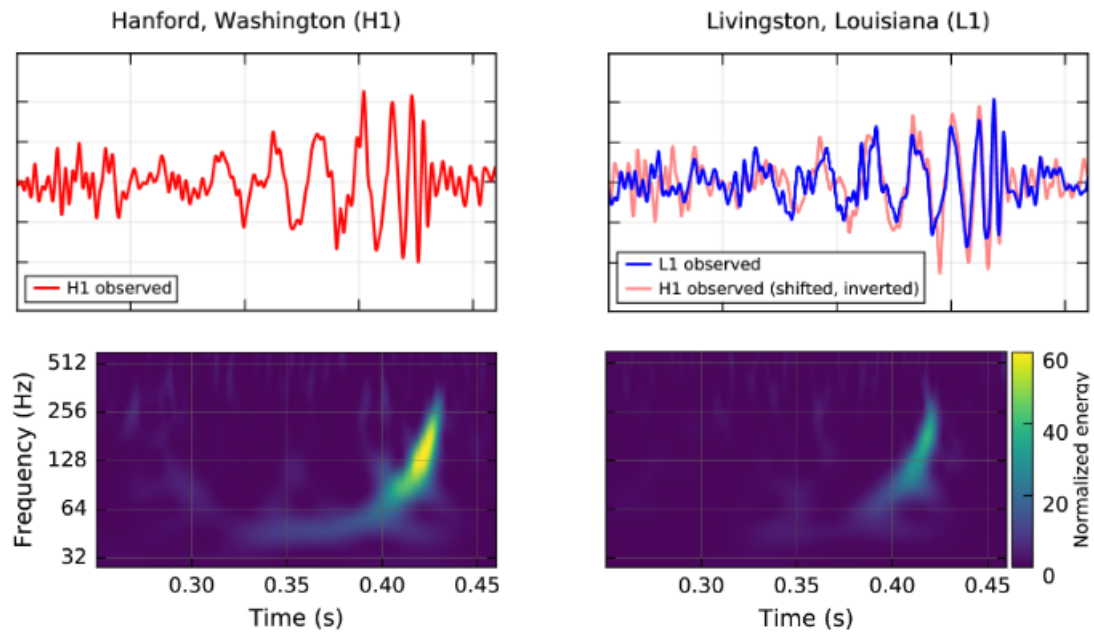 Hanford, Washington (H1)
Livingston, Louisiana (L1)
H1 observed
L1 observed
H1 observed (shifted, inverted)
Frequency (Hz)
512
256
128
64
32
0.30
0.35
0.40
0.45
Time (s)
0.30
0.35
0.40
0.45
Time (s)
60
40
20
0
Normalized energy